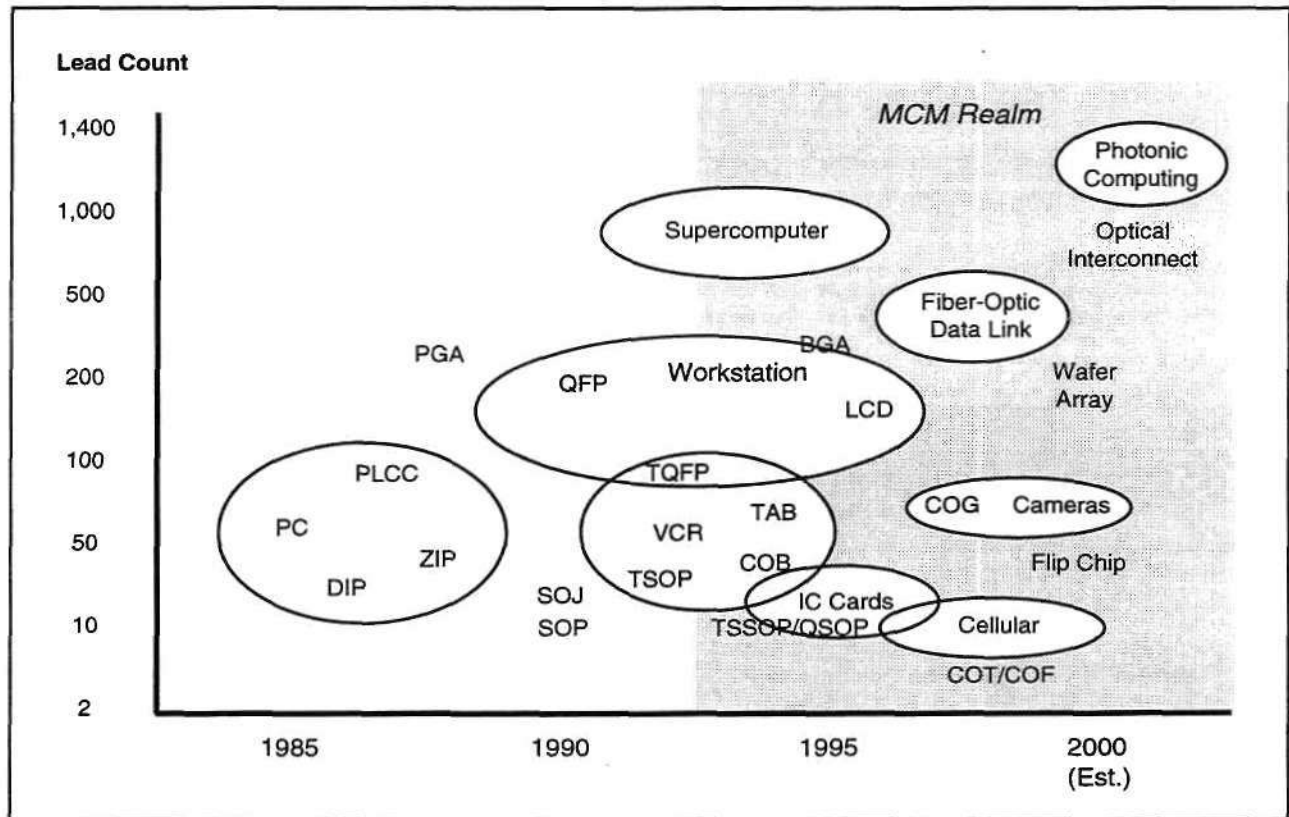 Lead Count
1,400
MCM Realm
Photonic
Computing
1,000
Supercomputer
Optical
Interconnect
500
Fiber-Optic
Data Link
PGA
BGA
200
QFP
Workstation
Wafer
Array
LCD
100
PLCC
TQFP
PC
VCR
TAB
COG
Cameras
50
ZIP
COB
Flip Chip
DIP
TSOP
SOJ
IC Cards
10
SOP
TSSOP/QSOP
Cellular
COT/COF
2
1985
1990
1995
2000
(Est.)